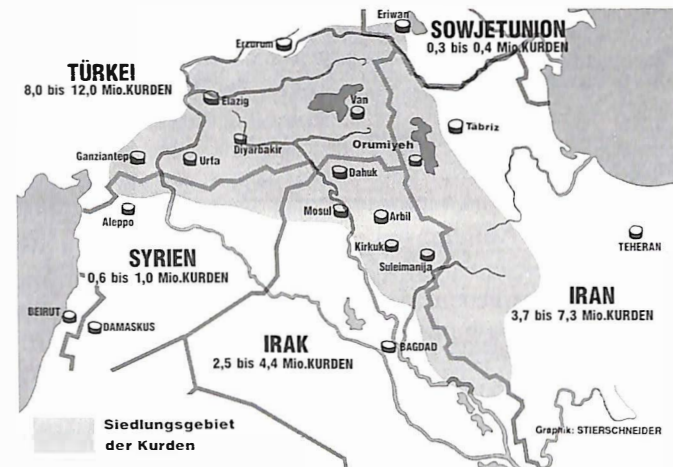 Eriwan
SOWJETUNION
0,3 bis 0,4 Mio.KURDEN
Erzurum
TÜRKEI
8,0 bis 12,0 Mio.KURDEN
Elazig
Van
Tabriz
Diyarbakir
Orumiyeh
Ganziantep
Urfa
Dahuk
Aleppo
Mosul
Arbil
TEHERAN
Kirkuk
Suleimanija
SYRIEN
0,6 bis 1,0 Mio.KURDEN
IRAN
3,7 bis 7,3 Mio.KURDEN
BEIRUT
DAMASKUS
IRAK
2,5 bis 4,4 Mio.KURDEN
BAGDAD
Siedlungsgebiet
der Kurden
Graphik: STIERSCHNEIDER